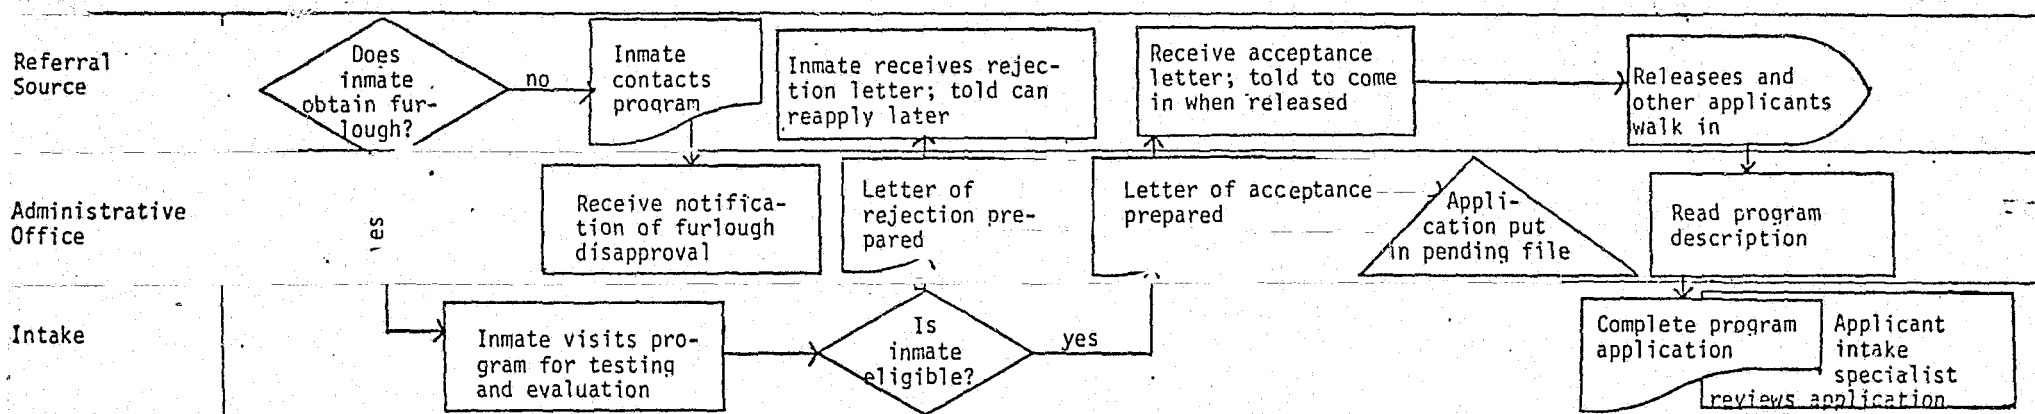 Referral
Source
Does
inmate
obtain fur-
lough?
no
Inmate
contacts
program
Inmate receives rejec-
tion letter; told can
reapply later
Receive acceptance
letter; told to come
in when released
Releasees and
other applicants
walk in
Administrative
Office
yes
Receive notifica-
tion of furlough
disapproval
Letter of
rejection pre-
pared
Letter of acceptance
prepared
Appli-
cation put
in pending file
Read program
description
Intake
Inmate visits pro-
gram for testing
and evaluation
Is
inmate
eligible?
yes
Complete program
application
Applicant
intake
specialist
reviews application